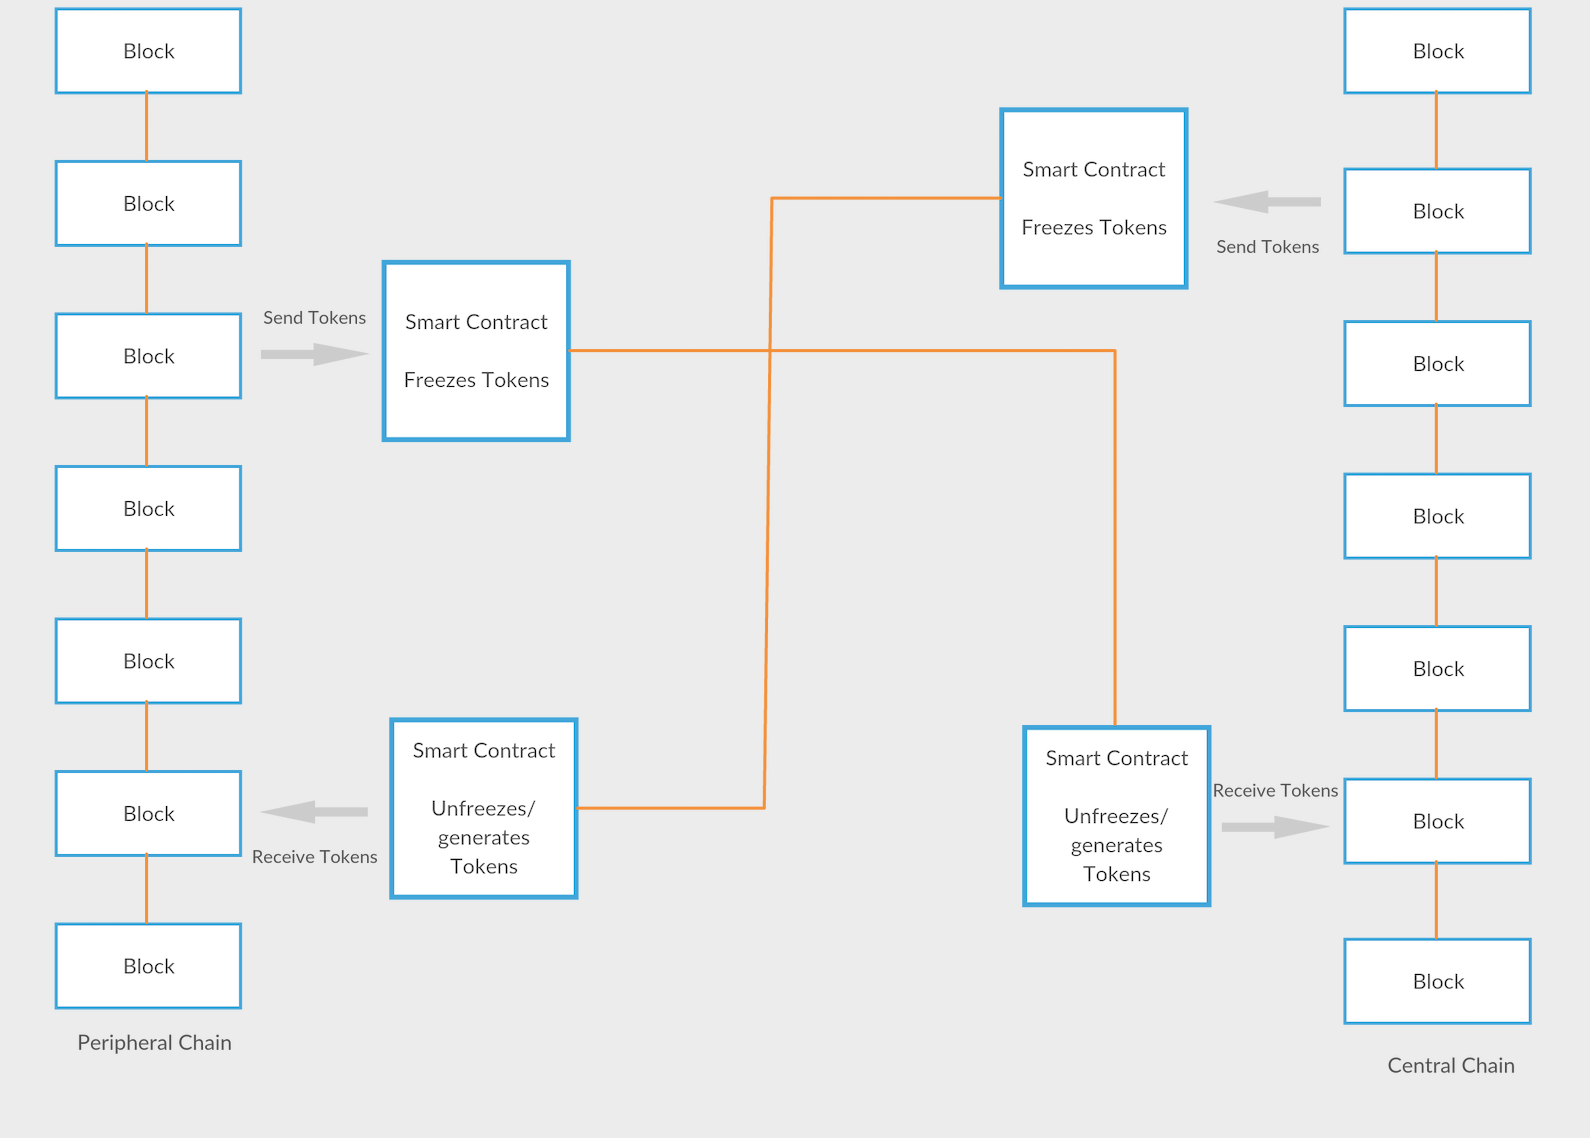 Block
Block
Block
Block
Block
Block
Block
Peripheral Chain
Send Tokens
Smart Contract
Freezes Tokens
Smart Contract
Unfreezes/
generates
Tokens
Receive Tokens
Smart Contract
Freezes Tokens
Send Tokens
Smart Contract
Unfreezes/
generates
Tokens
Receive Tokens
Block
Block
Block
Block
Block
Block
Block
Central Chain